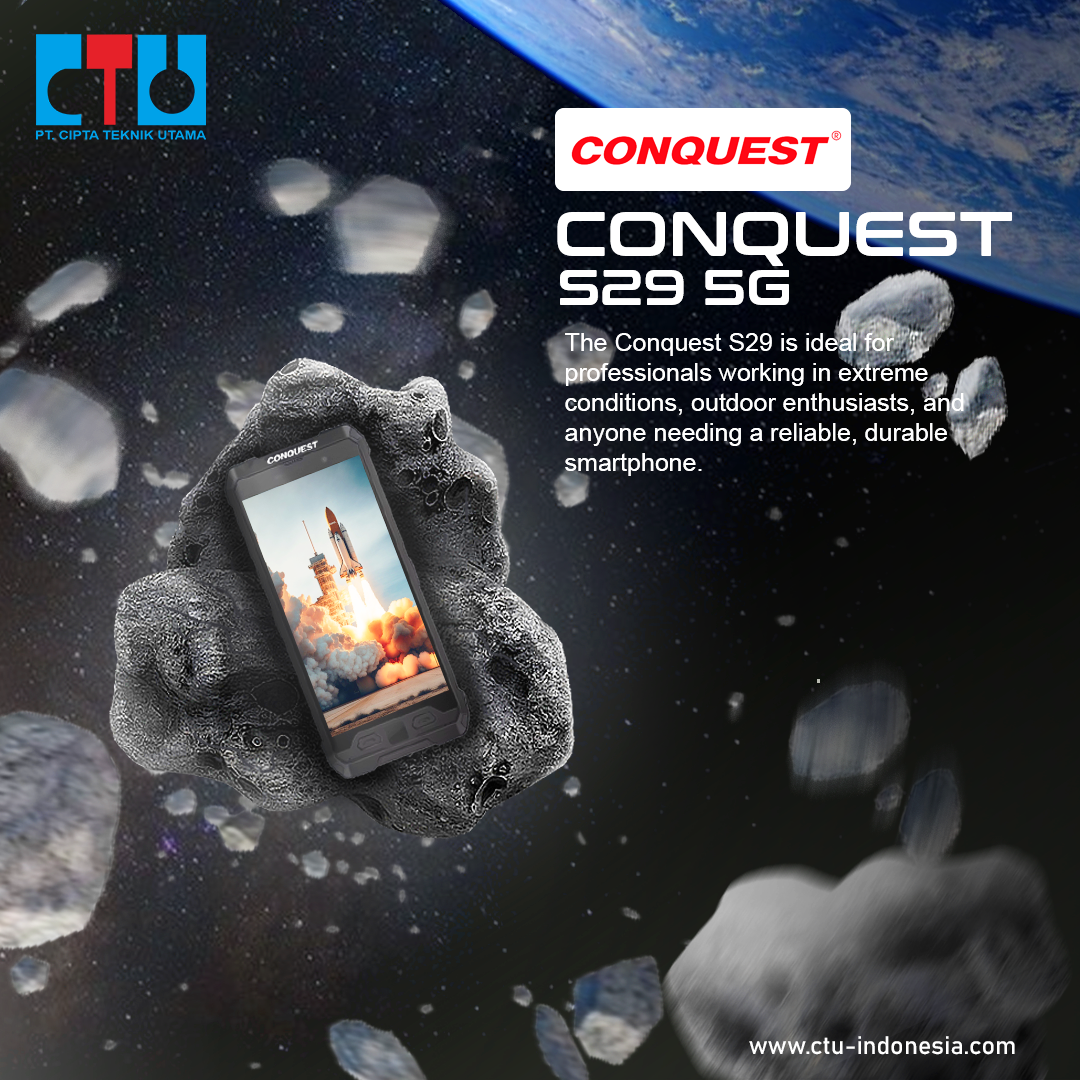 CTU
PT. CIPTA TEKNIK UTAMA
CONQUEST®
CONQUEST
S29 5G
The Conquest S29 is ideal for
professionals working in extreme
conditions, outdoor enthusiasts, and
anyone needing a reliable, durable
smartphone.
CONQUEST
www.ctu-indonesia.com